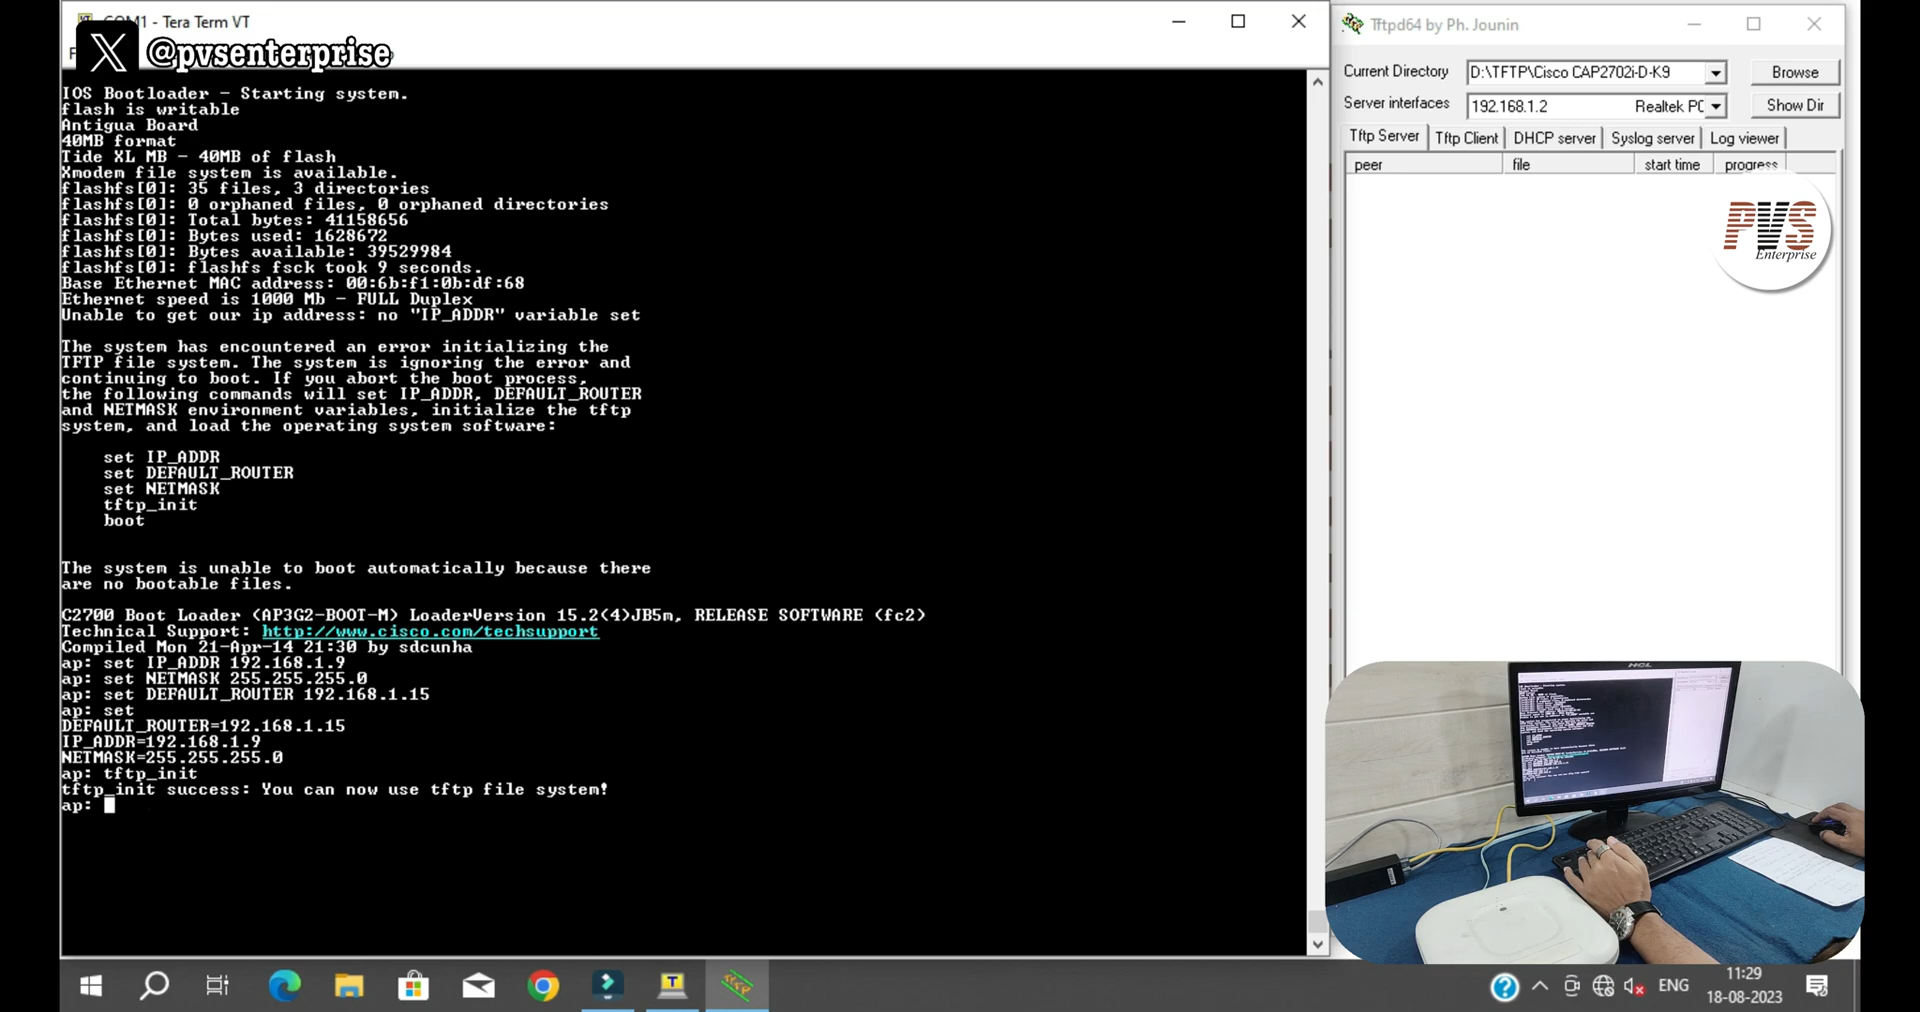 COM1 - Tera Term VT
@pvsenterprise
IOS Bootloader - Starting system.
flash is writable
Antigua Board
40MB format
Tide XL MB - 40MB of flash
Xmodem file system is available.
flashfs[0]: 35 files, 3 directories
flashfs[0]: 0 orphaned files, 0 orphaned directories
flashfs[0]: Total bytes: 41158656
flashfs[0]: Bytes used: 1628672
flashfs[0]: Bytes available: 39529984
flashfs[0]: flashfs fsck took 9 seconds.
Base Ethernet MAC address: 00:6b:f1:0b:df:68
Ethernet speed is 1000 Mb - FULL Duplex
Unable to get our ip address: no "IP_ADDR" variable set
The system has encountered an error initializing the
TFTP file system. The system is ignoring the error and
continuing to boot. If you abort the boot process,
the following commands will set IP_ADDR, DEFAULT_ROUTER
and NETMASK environment variables, initialize the tftp
system, and load the operating system software:
set IP_ADDR
set DEFAULT_ROUTER
set NETMASK
tftp_init
boot
The system is unable to boot automatically because there
are no bootable files.
C2700 Boot Loader (AP3G2-BOOT-M) LoaderVersion 15.2(4)JB5m, RELEASE SOFTWARE (fc2)
Technical Support: http://www.cisco.com/techsupport
Compiled Mon 21-Apr-14 21:30 by sdcunha
ap: set IP_ADDR 192.168.1.9
ap: set NETMASK 255.255.255.0
ap: set DEFAULT_ROUTER 192.168.1.15
ap: set
DEFAULT_ROUTER=192.168.1.15
IP_ADDR=192.168.1.9
NETMASK=255.255.255.0
ap: tftp_init
tftp_init success: You can now use tftp file system!
ap:
Tftpd64 by Ph. Jounin
Current Directory D:\TFTP\Cisco CAP2702i-D-K9 Browse
Server interfaces 192.168.1.2 Realtek PC Show Dir
Tftp Server Tftp Client DHCP server Syslog server Log viewer
peer file start time progress
PVS
Enterprise
HCL
ENG
11:29
18-08-2023